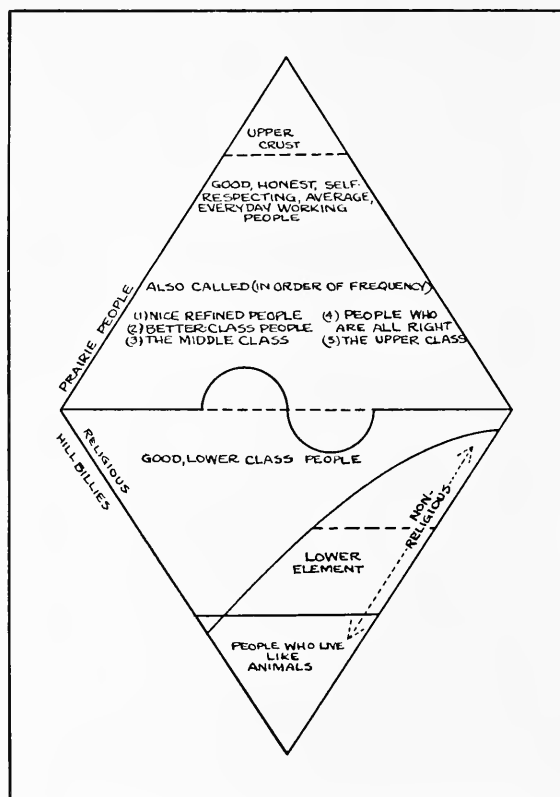 UPPER
CRUST
GOOD, HONEST, SELF-
RESPECTING, AVERAGE,
EVERYDAY WORKING
PEOPLE
ALSO CALLED (IN ORDER OF FREQUENCY)
(1) NICE REFINED PEOPLE
(2) BETTER-CLASS PEOPLE
(3) THE MIDDLE CLASS
(4) PEOPLE WHO
ARE ALL RIGHT
(5) THE UPPER CLASS
PRAIRIE PEOPLE
RELIGIOUS
HILL BILLIES
GOOD, LOWER CLASS PEOPLE
NON-
RELIGIOUS
LOWER
ELEMENT
PEOPLE WHO LIVE
LIKE
ANIMALS